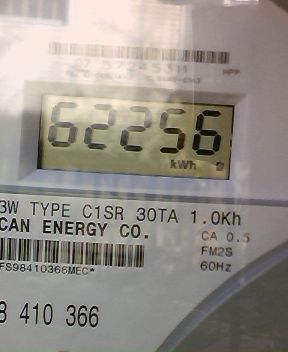 62256
kWh
3W TYPE C1SR 30TA 1.0Kh
CAN ENERGY CO.
CA 0.5
FM2S
60Hz
FS98410366MEC*
8 410 366